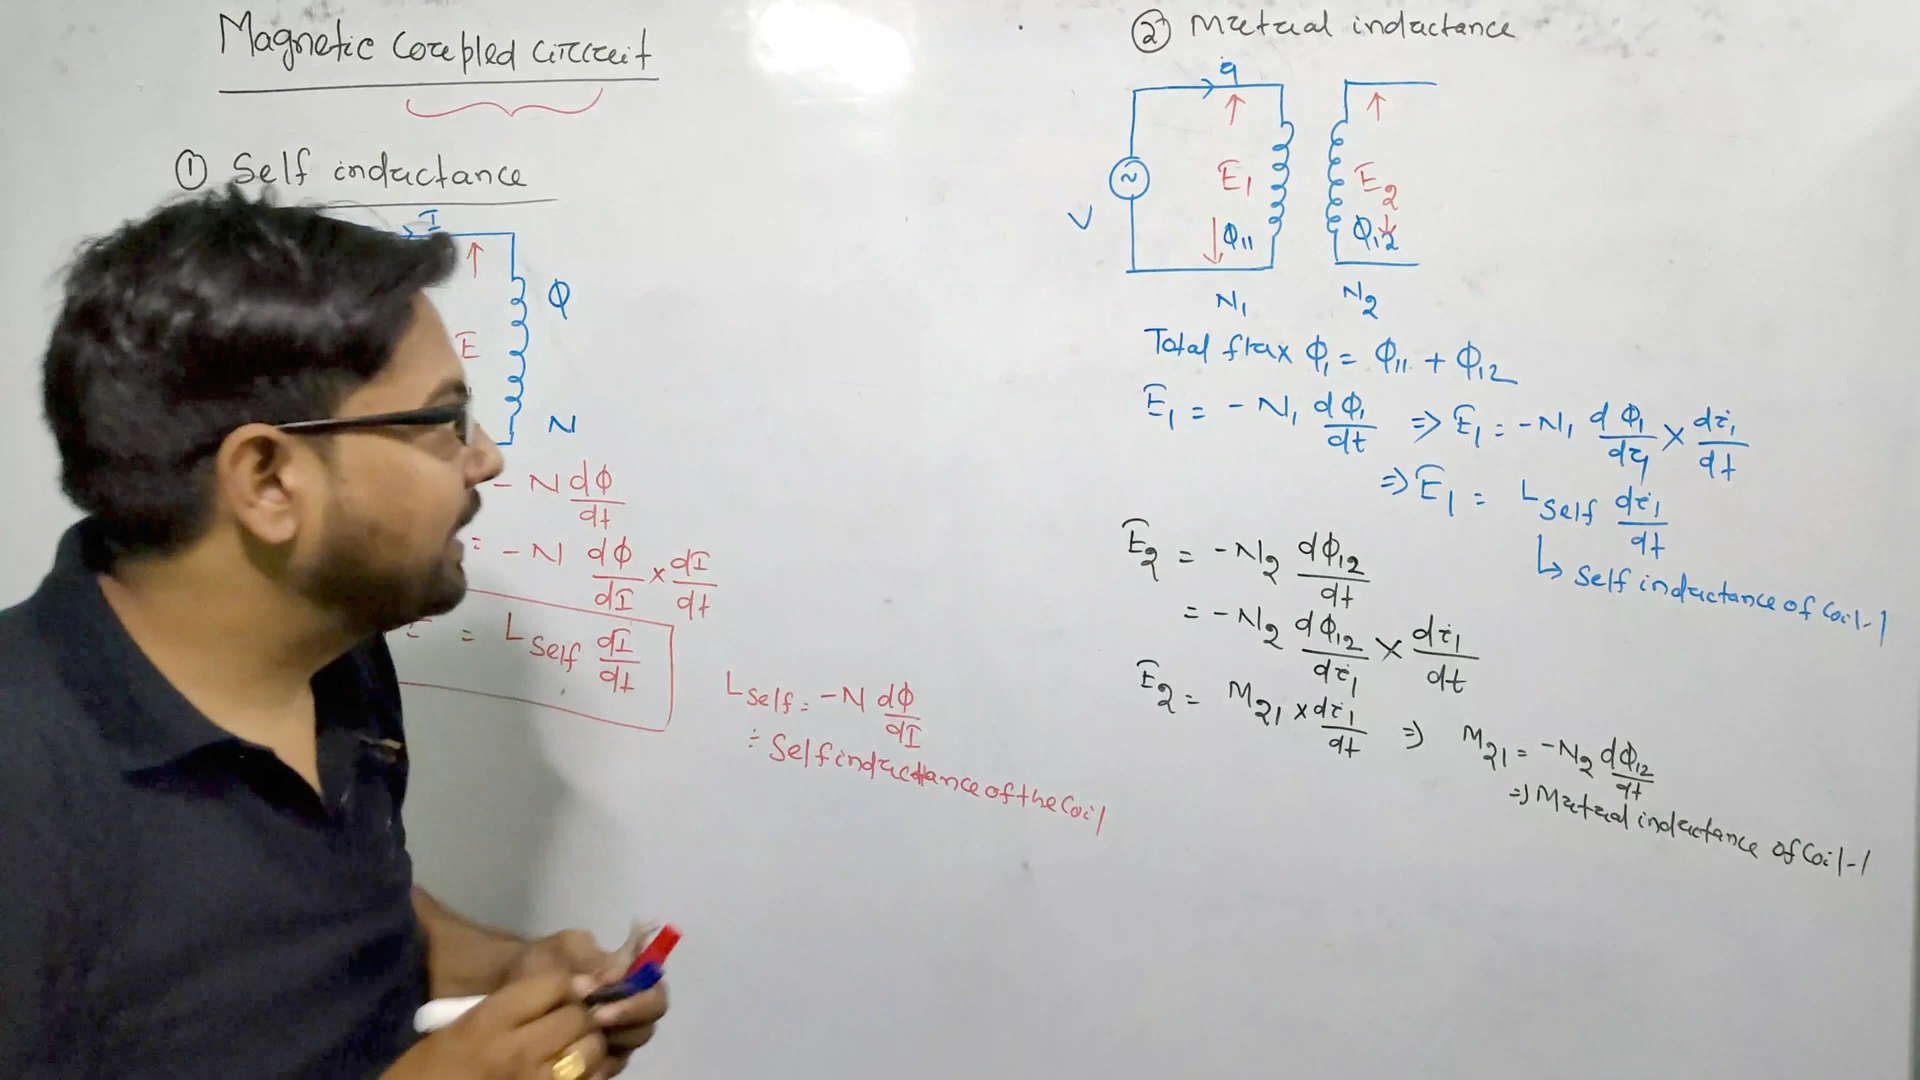 Magnetic Coupled Circuit
① Self inductance
I
Φ
E
N
- N dΦ/dt
= - N dΦ/dI × dI/dt
= L Self dI/dt
L Self = -N dΦ/dI
= Self inductance of the Coil
② Mutual inductance
i1
V
~
E1
E2
Φ11
Φ12
N1
N2
Total flux Φ1 = Φ11 + Φ12
E1 = - N1 dΦ1/dt ⇒ E1 = - N1 dΦ1/di1 × di1/dt
⇒ E1 = L Self di1/dt
↳ Self inductance of Coil-1
E2 = - N2 dΦ12/dt
= - N2 dΦ12/di1 × di1/dt
E2 = M21 × di1/dt ⇒ M21 = -N2 dΦ12/dt
⇒ Mutual inductance of Coil-1